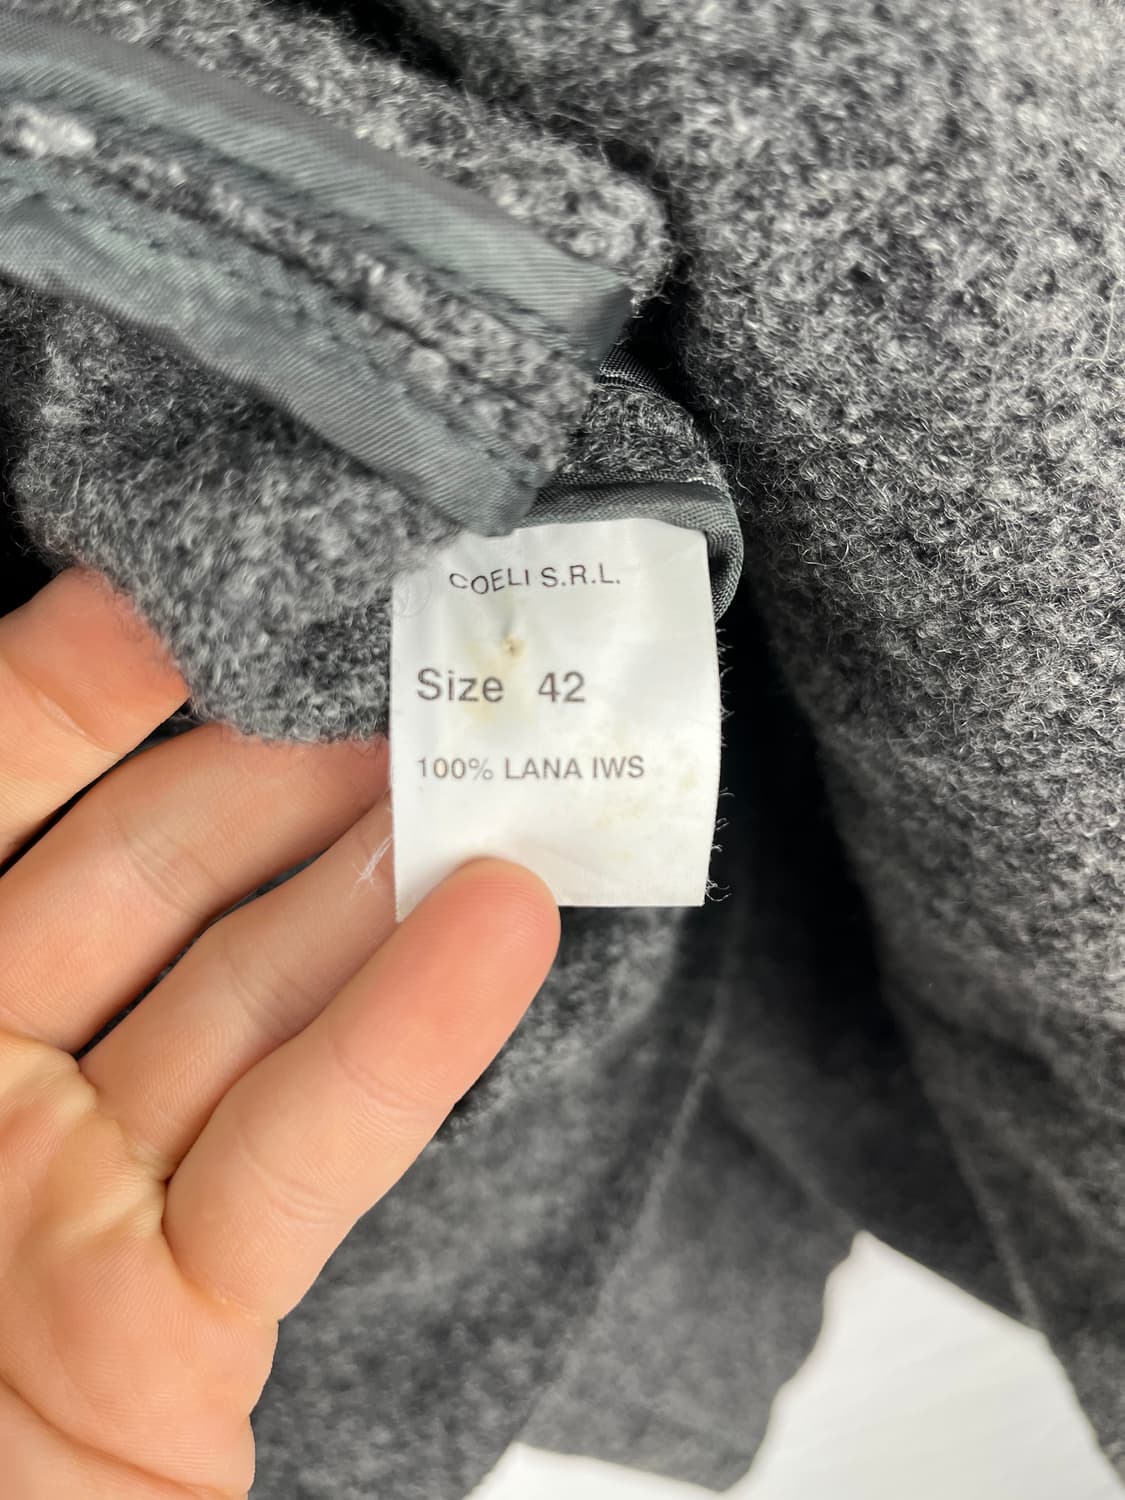 COELI S.R.L.
Size 42
100% LANA IWS